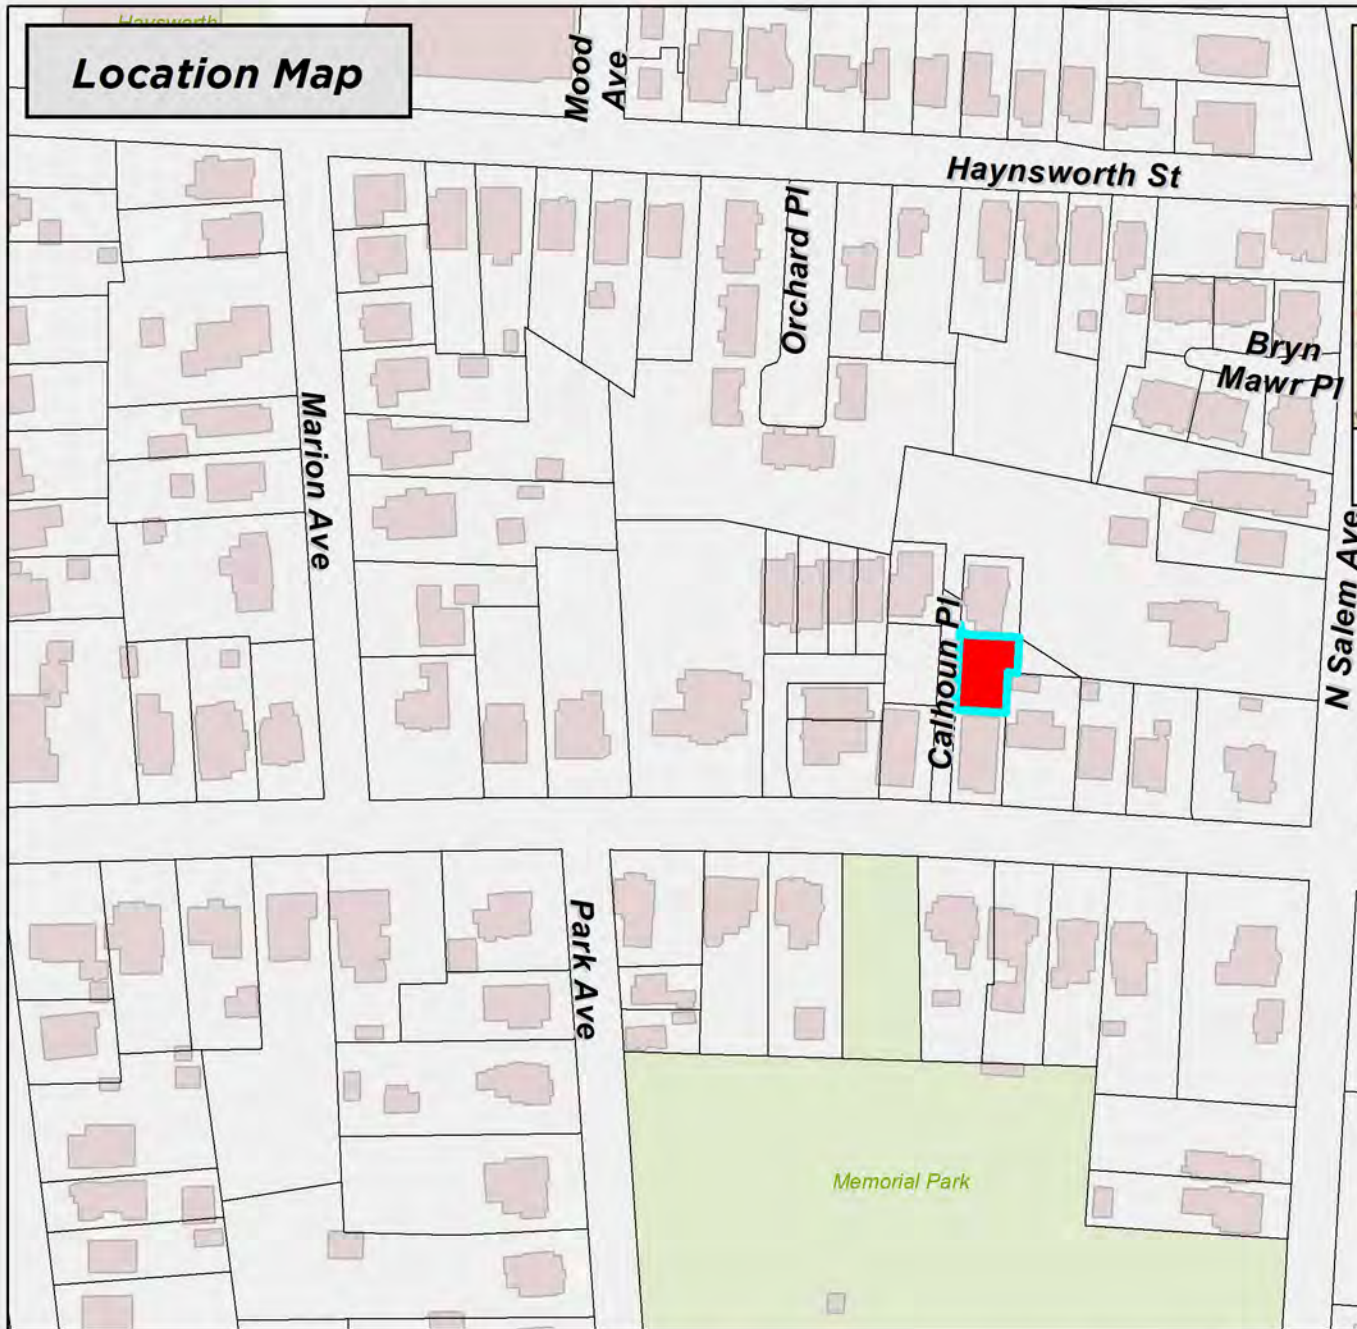 Haynsworth
Location Map
Mood
Ave
Haynsworth St
Orchard Pl
Bryn
Mawr Pl
Marion Ave
N Salem Ave
Calhoun Pl
Park Ave
Memorial Park